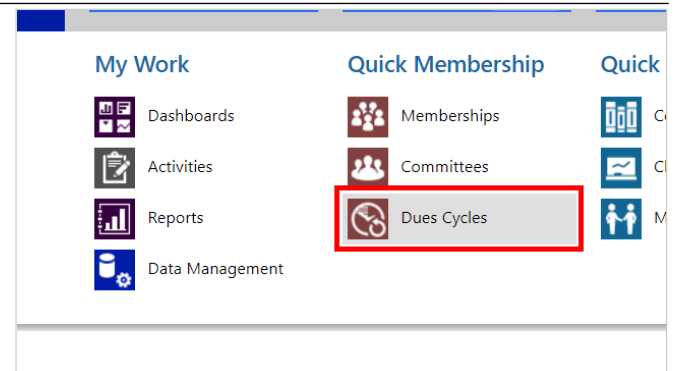 My Work
Dashboards
Activities
Reports
Data Management
Quick Membership
Memberships
Committees
Dues Cycles
Quick